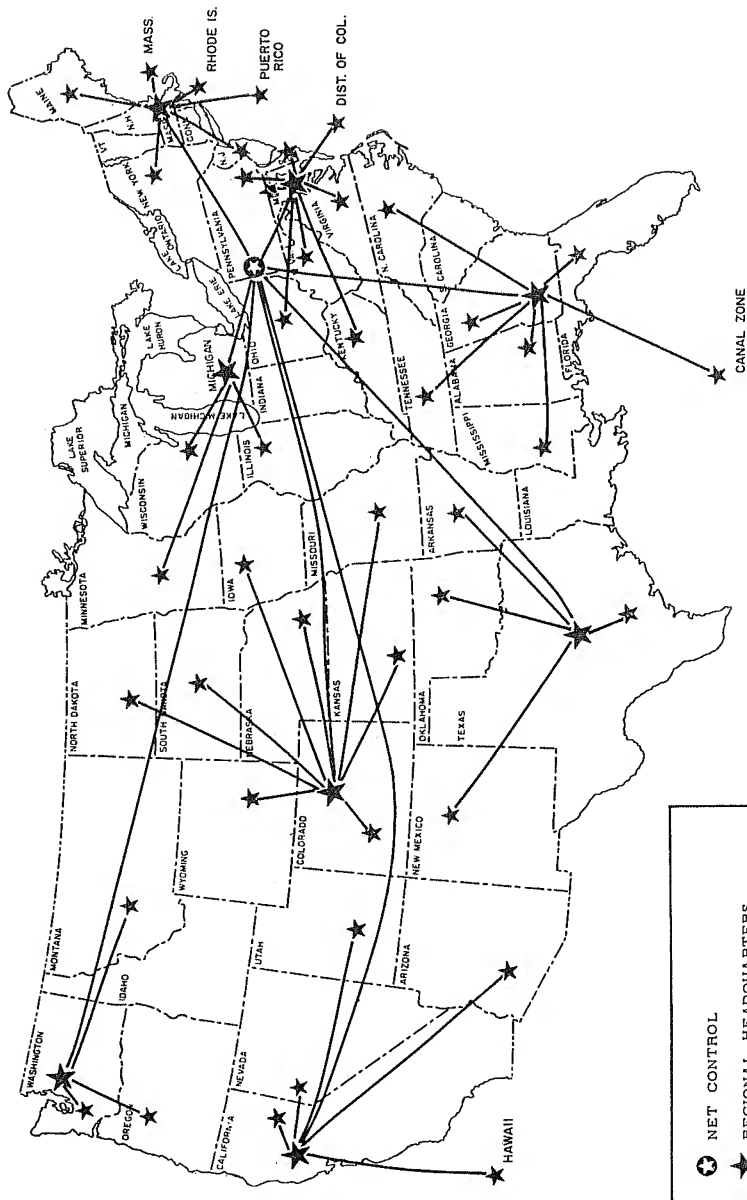 WASHINGTON
MONTANA
NORTH DAKOTA
MINNESOTA
LAKE
SUPERIOR
MICHIGAN
WISCONSIN
LAKE
HURON
MICHIGAN
LAKE MICHIGAN
LAKE ONTARIO
LAKE ERIE
NEW YORK
VT.
N.H.
MAINE
MASS.
CONN.
RHODE IS.
PUERTO
RICO
N.J.
PENNSYLVANIA
DIST. OF COL.
VIRGINIA
OREGON
IDAHO
WYOMING
SOUTH DAKOTA
NEBRASKA
IOWA
ILLINOIS
INDIANA
OHIO
KENTUCKY
CALIFORNIA
NEVADA
UTAH
COLORADO
KANSAS
MISSOURI
TENNESSEE
N. CAROLINA
S. CAROLINA
GEORGIA
ALABAMA
MISSISSIPPI
ARKANSAS
OKLAHOMA
NEW MEXICO
ARIZONA
TEXAS
LOUISIANA
FLORIDA
HAWAII
CANAL ZONE
NET CONTROL
REGIONAL HEADQUARTERS